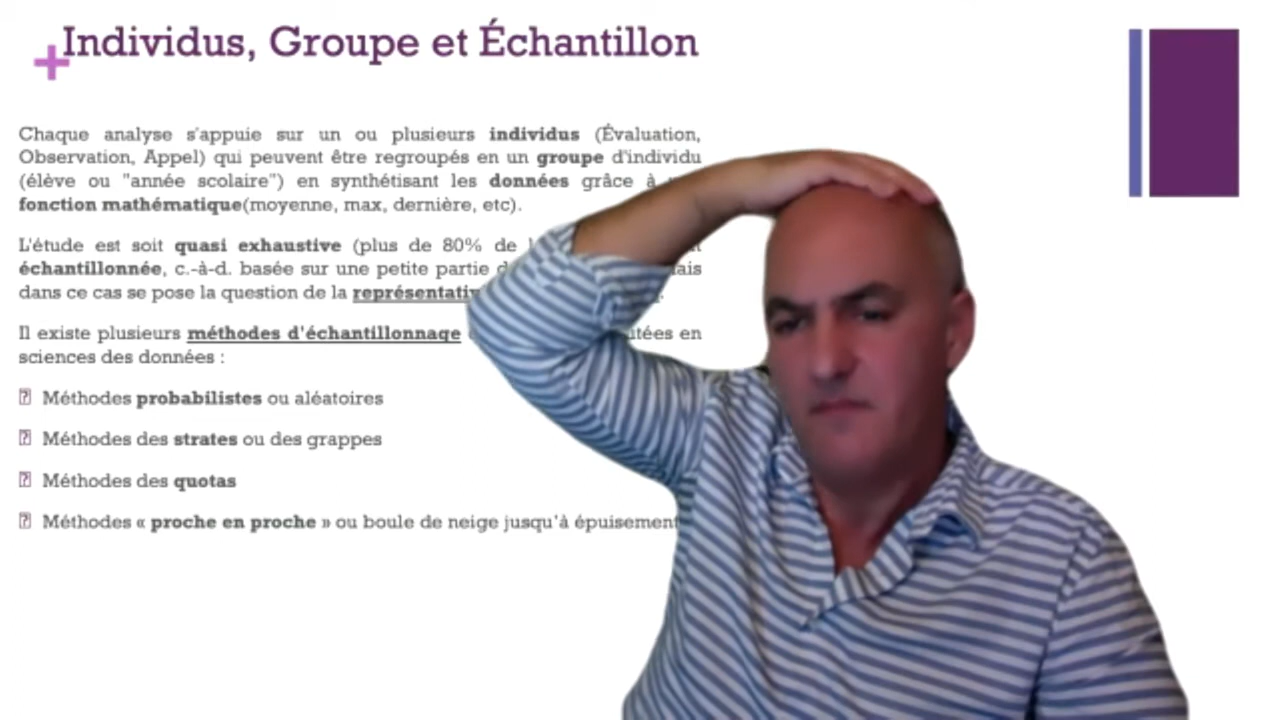 Individus, Groupe et Échantillon
Chaque analyse s'appuie sur un ou plusieurs individus (Évaluation,
Observation, Appel) qui peuvent être regroupés en un groupe d'individu
(élève ou "année scolaire") en synthétisant les données grâce à
fonction mathématique(moyenne, max, dernière, etc).
L'étude est soit quasi exhaustive (plus de 80% de
échantillonnée, c.-à-d. basée sur une petite partie
dans ce cas se pose la question de la
Il existe plusieurs méthodes d'échantillonnage en
sciences des données :
Méthodes probabilistes ou aléatoires
Méthodes des strates ou des grappes
Méthodes des quotas
Méthodes « proche en proche » ou boule de neige jusqu'à épuisement